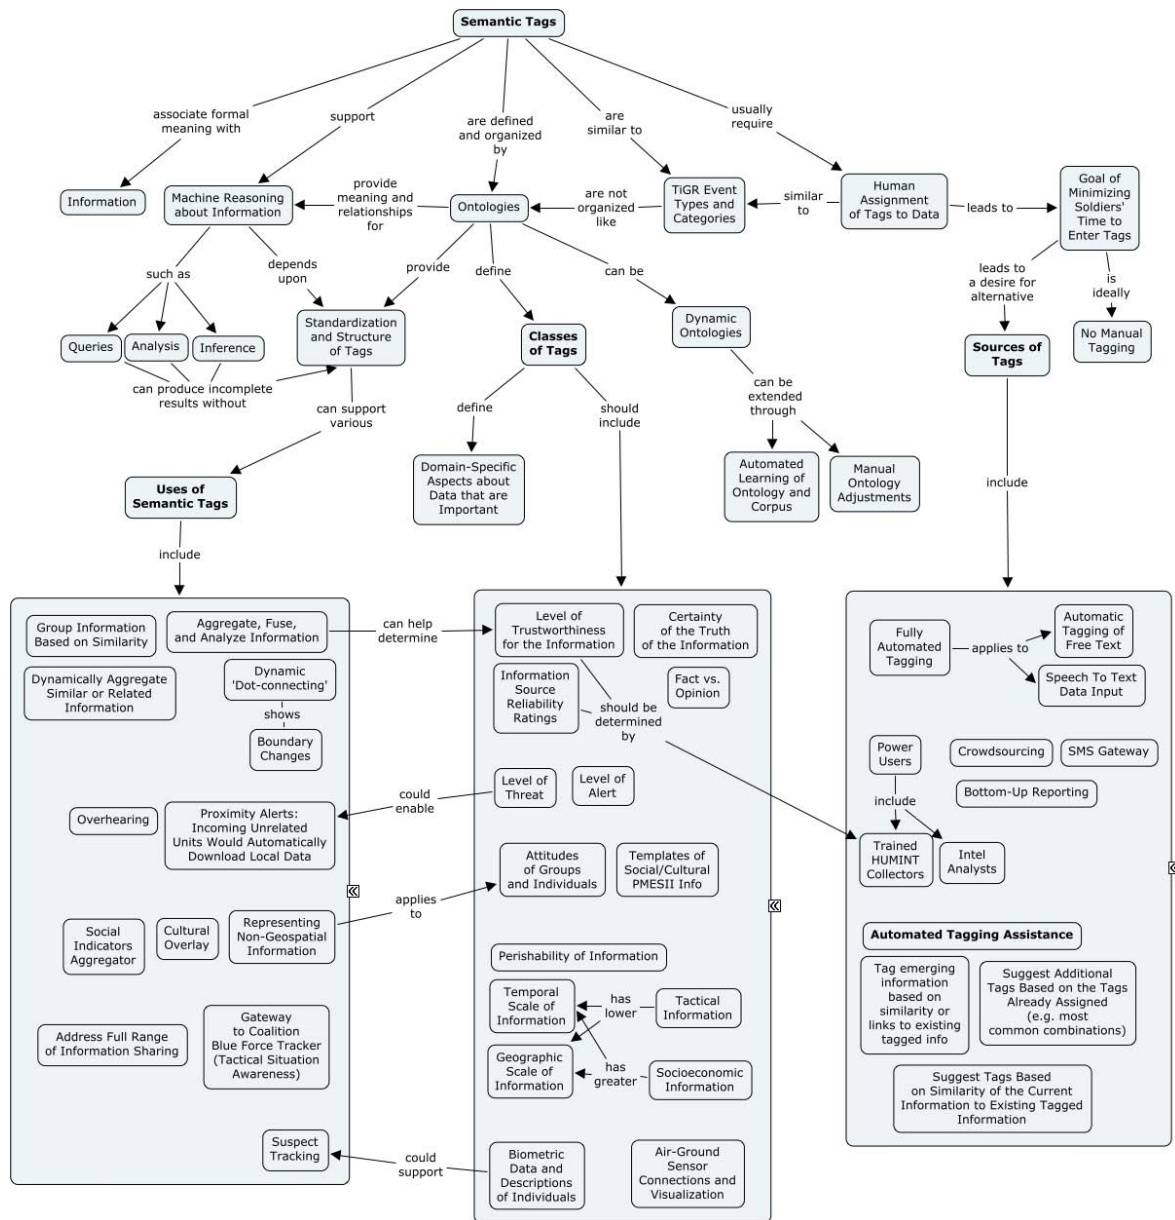 Semantic Tags
associate formal
meaning with
support
are defined
and organized
by
are
similar to
usually
require
Information
Machine Reasoning
about Information
provide
meaning and
relationships
for
Ontologies
are not
organized
like
TiGR Event
Types and
Categories
similar
to
Human
Assignment
of Tags to Data
leads to
Goal of
Minimizing
Soldiers'
Time to
Enter Tags
such as
depends
upon
provide
define
can be
leads to
a desire for
alternative
is
ideally
Queries
Analysis
Inference
Standardization
and Structure
of Tags
Classes
of Tags
Dynamic
Ontologies
Sources of
Tags
No Manual
Tagging
can produce incomplete
results without
can support
various
define
should
include
can be
extended
through
Uses of
Semantic Tags
Domain-Specific
Aspects about
Data that are
Important
Automated
Learning of
Ontology and
Corpus
Manual
Ontology
Adjustments
include
include
Group Information
Based on Similarity
Aggregate, Fuse,
and Analyze Information
can help
determine
Dynamically Aggregate
Similar or Related
Information
Dynamic
'Dot-connecting'
shows
Boundary
Changes
Overhearing
Proximity Alerts:
Incoming Unrelated
Units Would Automatically
Download Local Data
could
enable
Social
Indicators
Aggregator
Cultural
Overlay
Representing
Non-Geospatial
Information
applies
to
Address Full Range
of Information Sharing
Gateway
to Coalition
Blue Force Tracker
(Tactical Situation
Awareness)
Suspect
Tracking
could
support
Level of
Trustworthiness
for the Information
Certainty
of the Truth
of the Information
Information
Source
Reliability
Ratings
Fact vs.
Opinion
should be
determined
by
Level of
Threat
Level of
Alert
Attitudes
of Groups
and Individuals
Templates of
Social/Cultural
PMESII Info
Perishability of Information
Temporal
Scale of
Information
has
lower
Tactical
Information
Geographic
Scale of
Information
has
greater
Socioeconomic
Information
Biometric
Data and
Descriptions
of Individuals
Air-Ground
Sensor
Connections and
Visualization
Fully
Automated
Tagging
applies to
Automatic
Tagging of
Free Text
Speech To Text
Data Input
Power
Users
Crowdsourcing
SMS Gateway
Bottom-Up Reporting
include
Trained
HUMINT
Collectors
Intel
Analysts
Automated Tagging Assistance
Tag emerging
information
based on
similarity or
links to existing
tagged info
Suggest Additional
Tags Based on the Tags
Already Assigned
(e.g. most
common combinations)
Suggest Tags Based
on Similarity of the Current
Information to Existing Tagged
Information